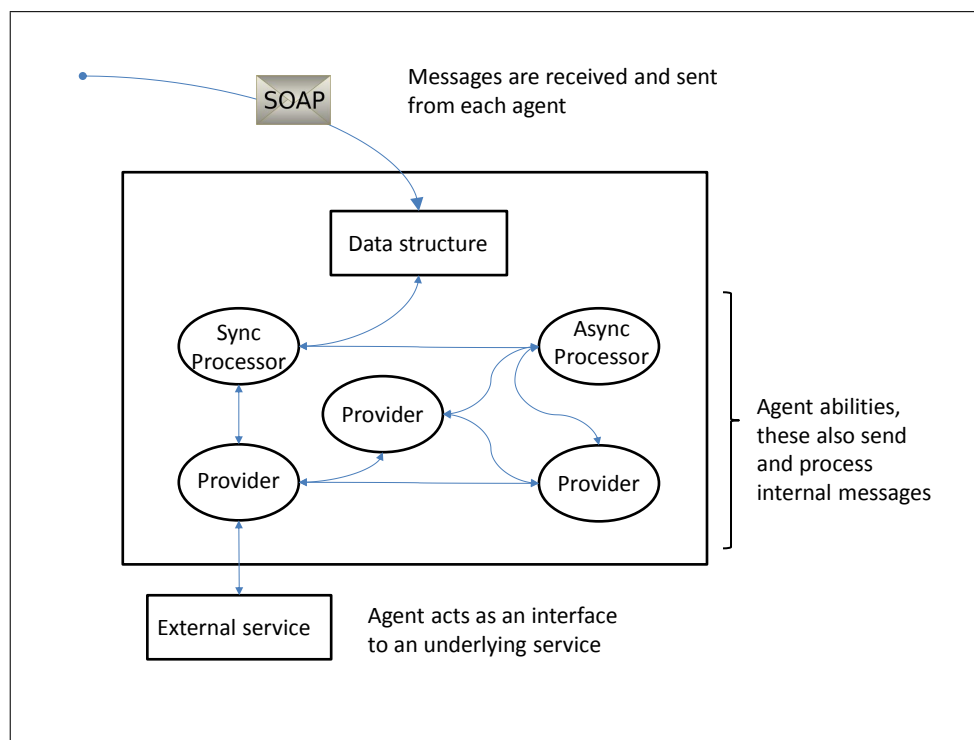 SOAP
Messages are received and sent
from each agent
Data structure
Sync
Processor
Async
Processor
Provider
Provider
Provider
Agent abilities,
these also send
and process
internal messages
External service
Agent acts as an interface
to an underlying service